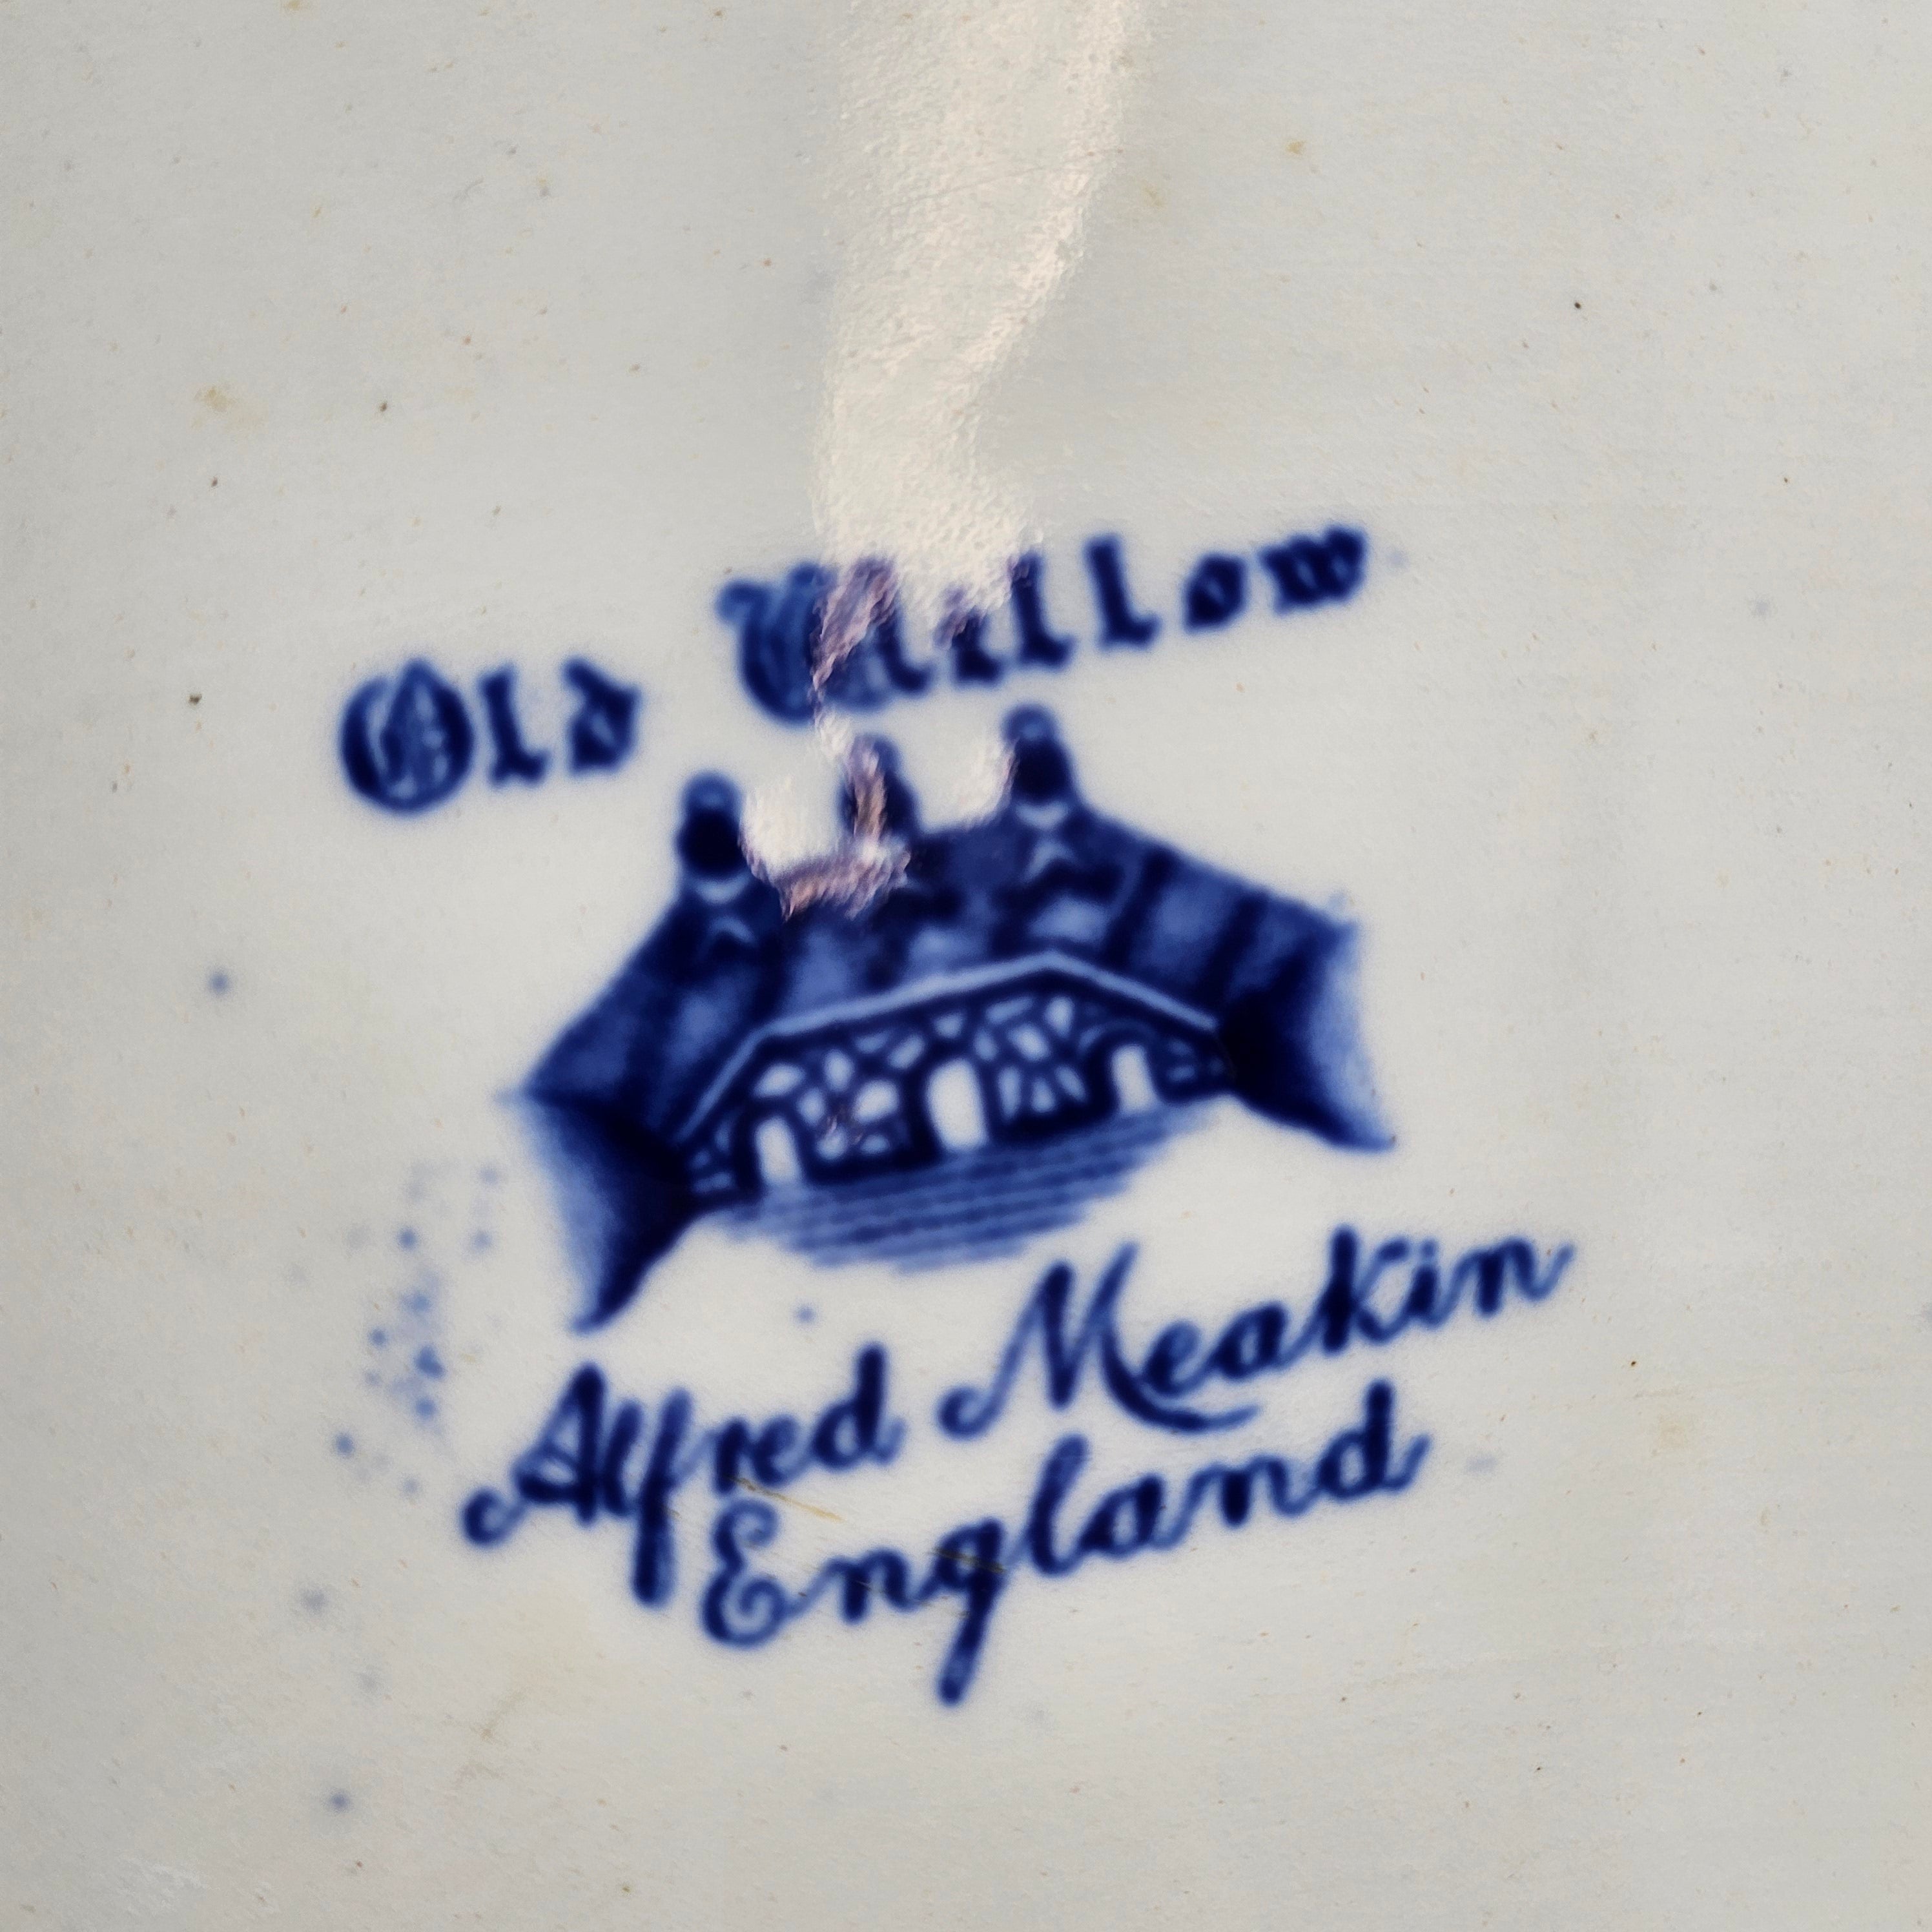 Old Willow
Alfred Meakin
England